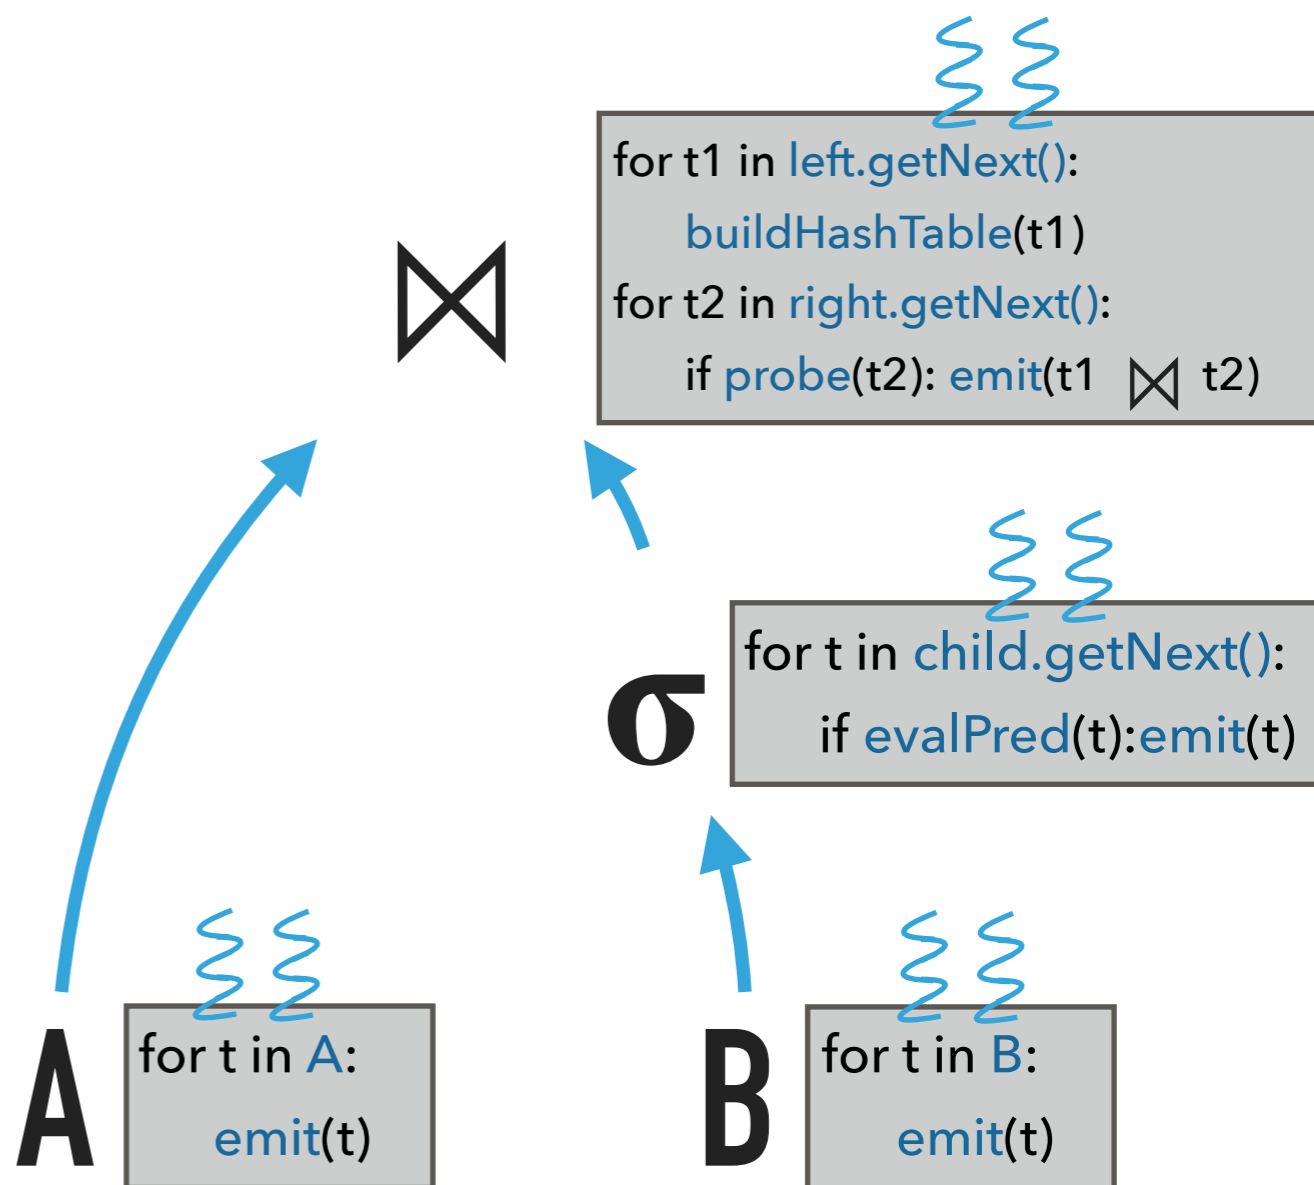 for t1 in left.getNext():
buildHashTable(t1)
for t2 in right.getNext():
if probe(t2): emit(t1 ⋈ t2)
⋈
for t in child.getNext():
if evalPred(t):emit(t)
σ
A
for t in A:
emit(t)
B
for t in B:
emit(t)